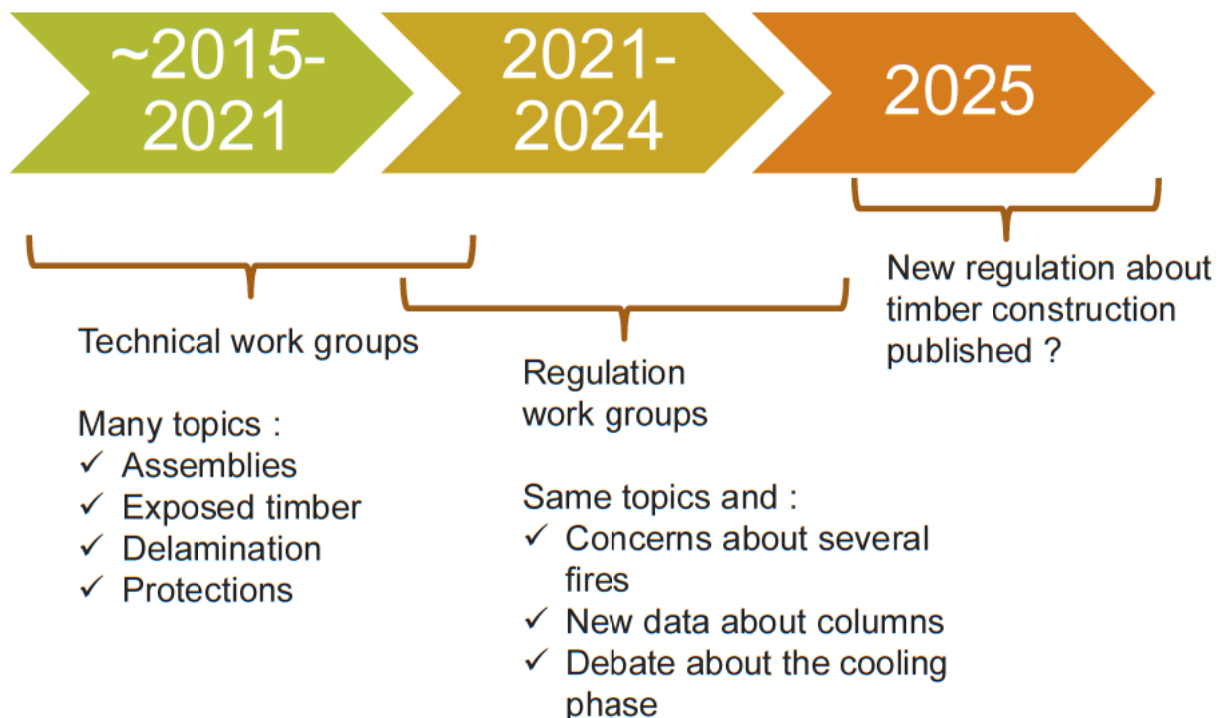 ~2015-
2021
2021-
2024
2025
Technical work groups
Many topics :
✓ Assemblies
✓ Exposed timber
✓ Delamination
✓ Protections
Regulation
work groups
Same topics and :
✓ Concerns about several
fires
✓ New data about columns
✓ Debate about the cooling
phase
New regulation about
timber construction
published ?